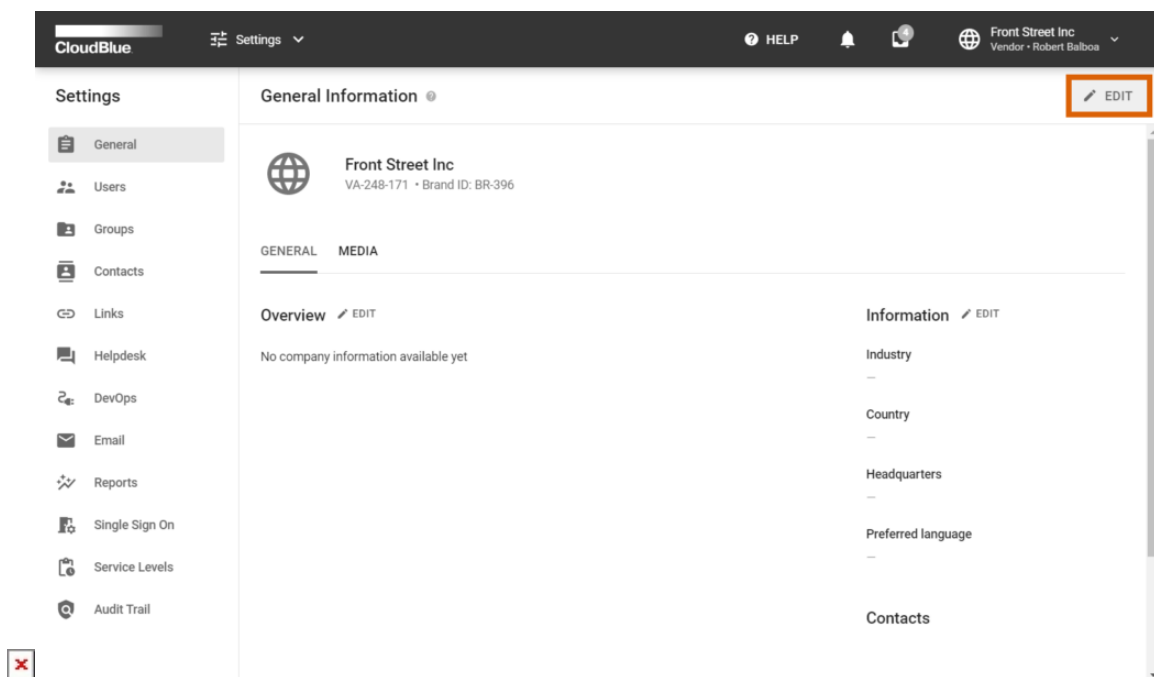 CloudBlue
Settings
HELP
4
Front Street Inc
Vendor • Robert Balboa
Settings
General Information
EDIT
General
Users
Groups
Contacts
Links
Helpdesk
DevOps
Email
Reports
Single Sign On
Service Levels
Audit Trail
Front Street Inc
VA-248-171 • Brand ID: BR-396
GENERAL MEDIA
Overview EDIT
No company information available yet
Information EDIT
Industry
—
Country
—
Headquarters
—
Preferred language
—
Contacts